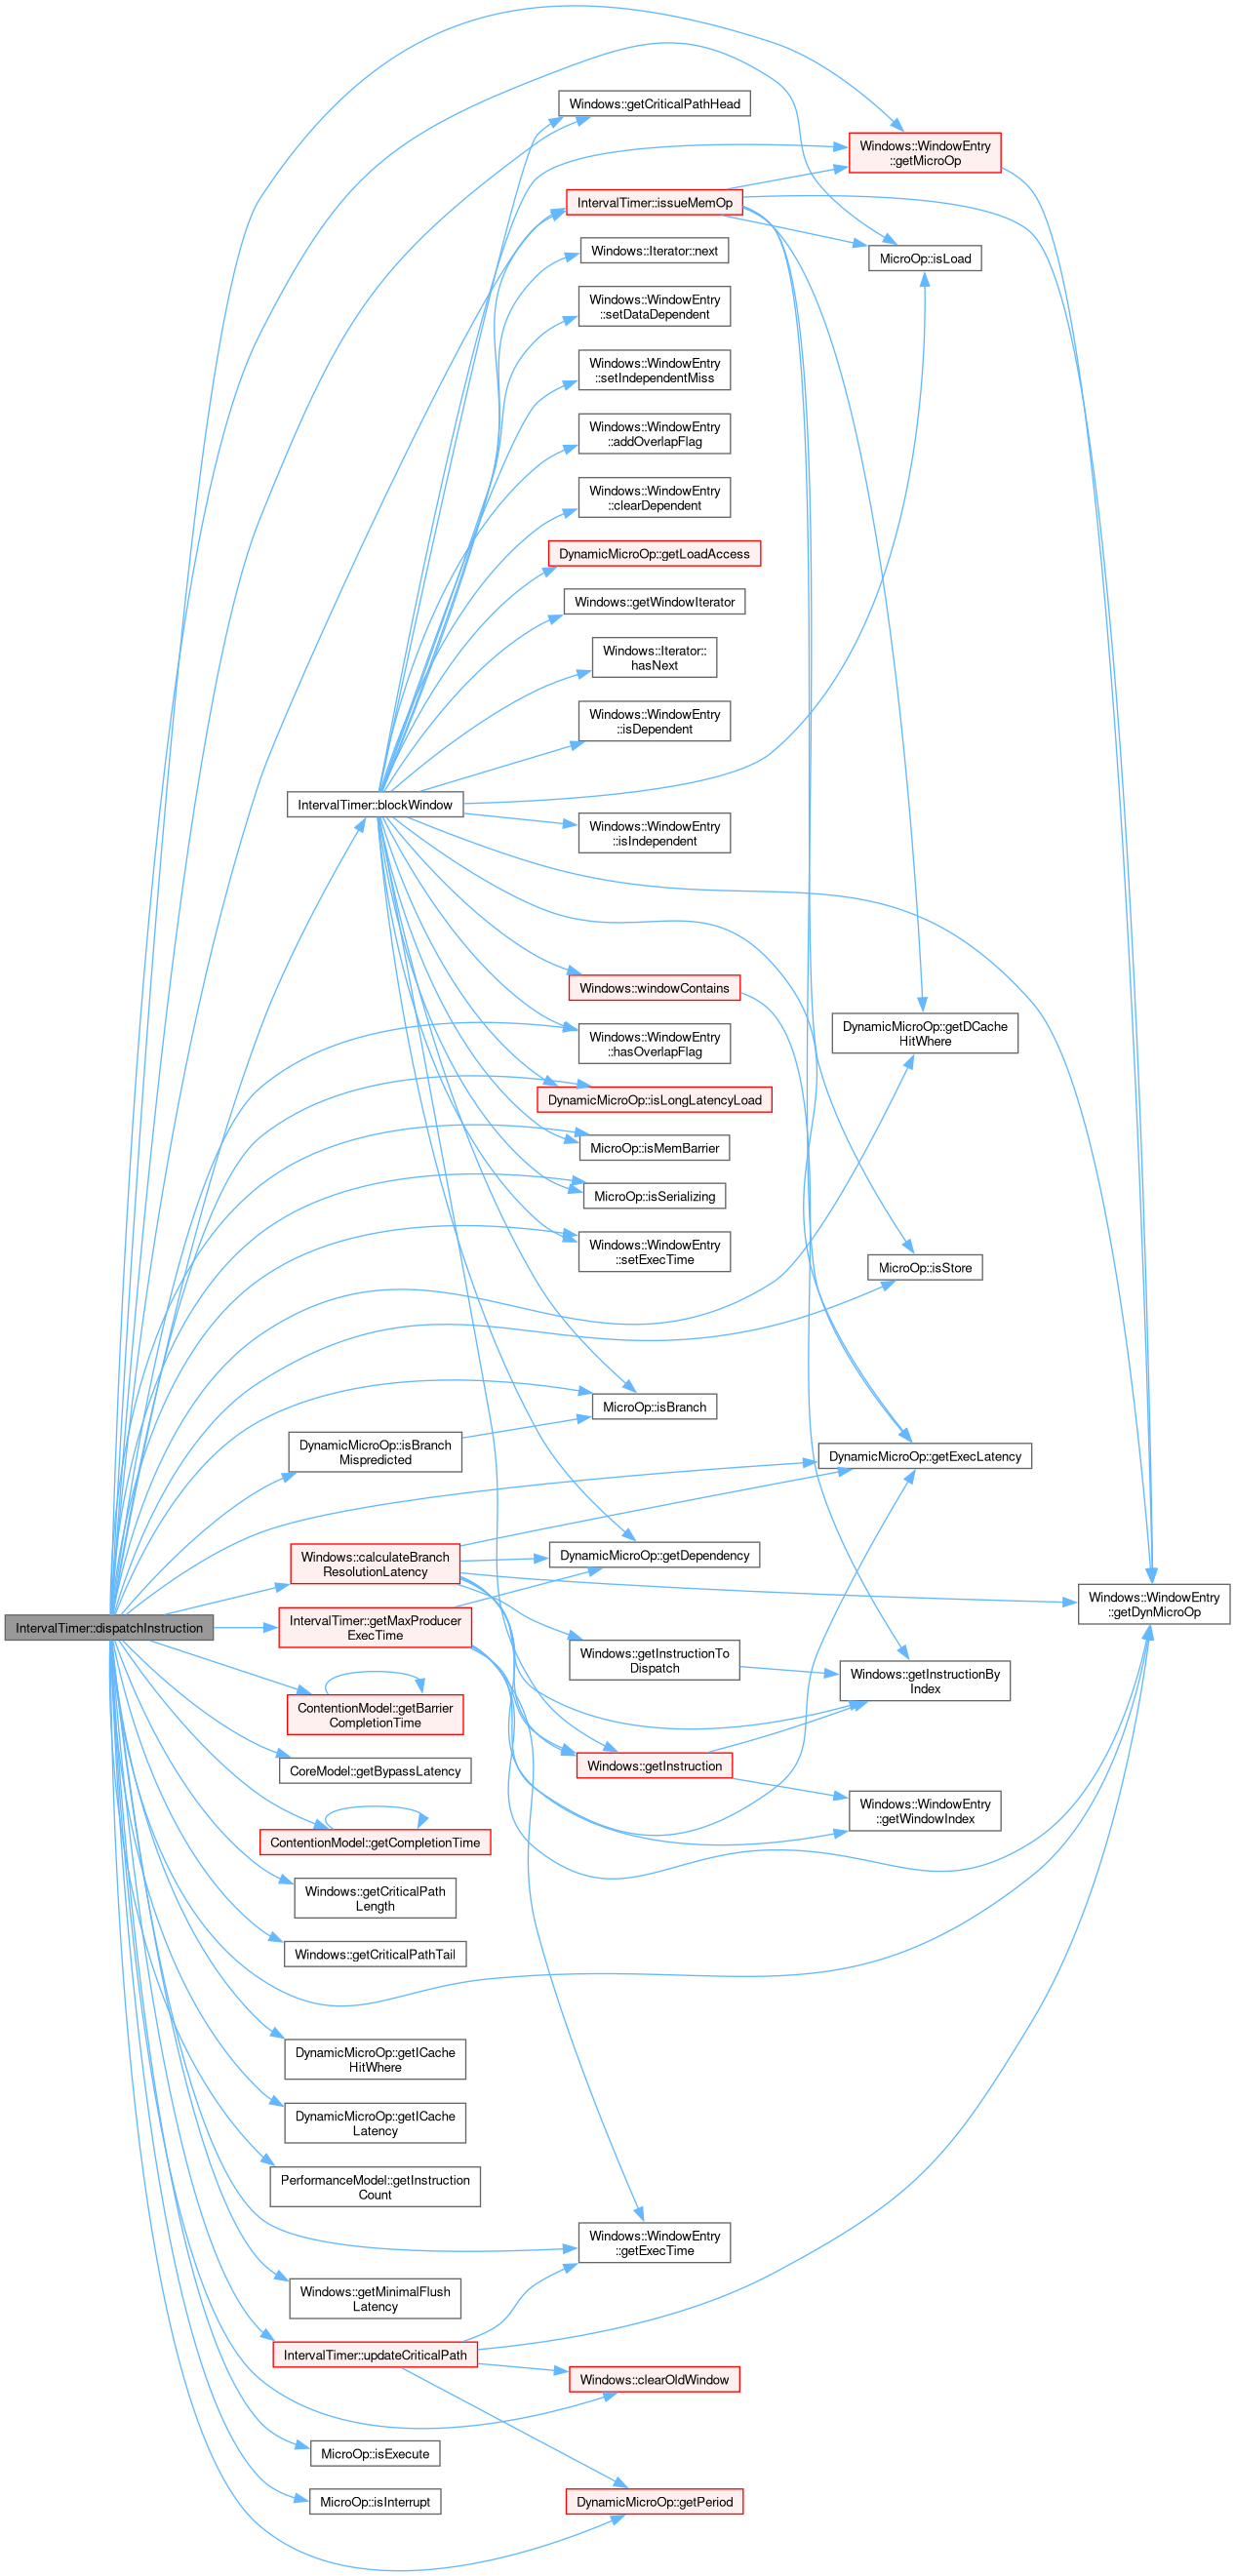 Windows::getCriticalPathHead
Windows::WindowEntry
::getMicroOp
IntervalTimer::issueMemOp
Windows::Iterator::next
MicroOp::isLoad
Windows::WindowEntry
::setDataDependent
Windows::WindowEntry
::setIndependentMiss
Windows::WindowEntry
::addOverlapFlag
Windows::WindowEntry
::clearDependent
DynamicMicroOp::getLoadAccess
Windows::getWindowIterator
Windows::Iterator::
hasNext
Windows::WindowEntry
::isDependent
IntervalTimer::blockWindow
Windows::WindowEntry
::isIndependent
Windows::windowContains
DynamicMicroOp::getDCache
HitWhere
Windows::WindowEntry
::hasOverlapFlag
DynamicMicroOp::isLongLatencyLoad
MicroOp::isMemBarrier
MicroOp::isSerializing
Windows::WindowEntry
::setExecTime
MicroOp::isStore
MicroOp::isBranch
DynamicMicroOp::isBranch
Mispredicted
DynamicMicroOp::getExecLatency
Windows::calculateBranch
ResolutionLatency
DynamicMicroOp::getDependency
Windows::WindowEntry
::getDynMicroOp
IntervalTimer::dispatchInstruction
IntervalTimer::getMaxProducer
ExecTime
Windows::getInstructionTo
Dispatch
Windows::getInstructionBy
Index
ContentionModel::getBarrier
CompletionTime
CoreModel::getBypassLatency
Windows::getInstruction
Windows::WindowEntry
::getWindowIndex
ContentionModel::getCompletionTime
Windows::getCriticalPath
Length
Windows::getCriticalPathTail
DynamicMicroOp::getICache
HitWhere
DynamicMicroOp::getICache
Latency
PerformanceModel::getInstruction
Count
Windows::WindowEntry
::getExecTime
Windows::getMinimalFlush
Latency
IntervalTimer::updateCriticalPath
Windows::clearOldWindow
MicroOp::isExecute
MicroOp::isInterrupt
DynamicMicroOp::getPeriod